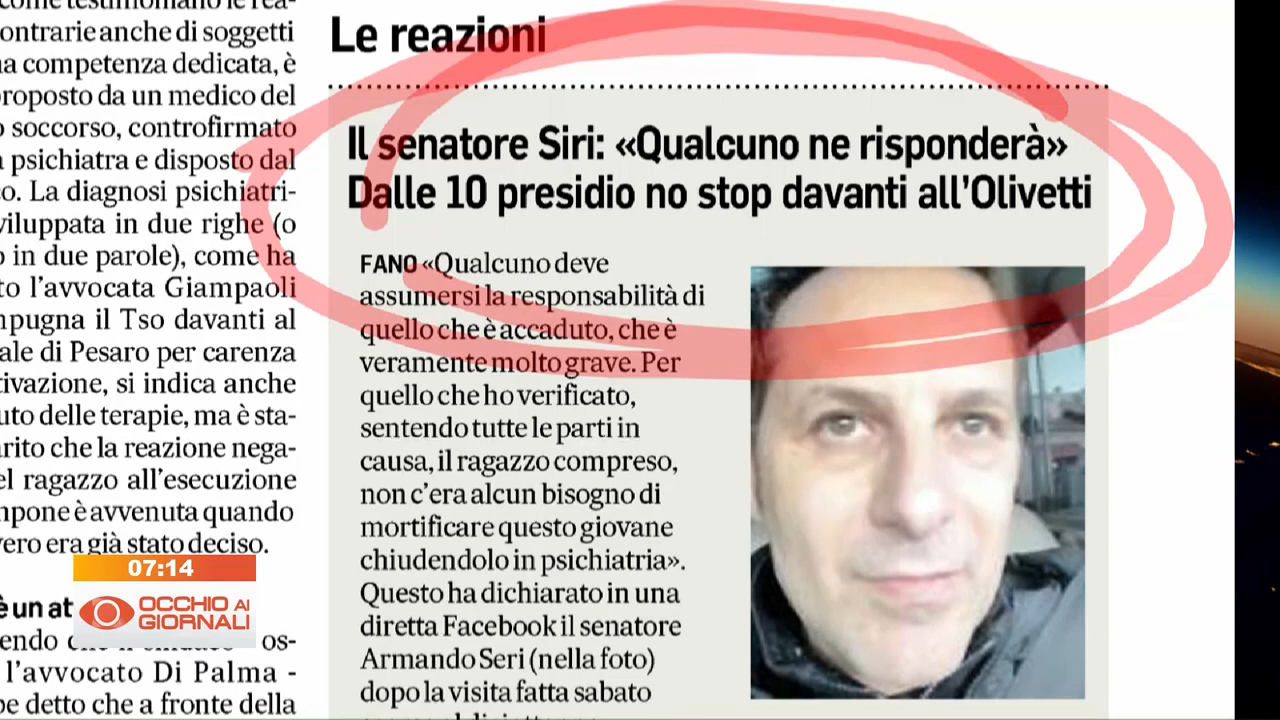 ontrarie anche di soggetti
a competenza dedicata, è
roposto da un medico del
soccorso, controfirmato
psichiatra e disposto dal
co. La diagnosi psichiatri-
viluppata in due righe (o
in due parole), come ha
to l'avvocata Giampaoli
mpugna il Tso davanti al
ale di Pesaro per carenza
tivazione, si indica anche
uto delle terapie, ma è sta-
arito che la reazione nega-
el ragazzo all'esecuzione
mpone è avvenuta quando
vero era già stato deciso.
è un at
endo
os-
l'avvocato Di Palma -
be detto che a fronte della
Le reazioni
Il senatore Siri: «Qualcuno ne risponderà»
Dalle 10 presidio no stop davanti all'Olivetti
FANO «Qualcuno deve
assumersi la responsabilità di
quello che è accaduto, che è
veramente molto grave. Per
quello che ho verificato,
sentendo tutte le parti in
causa, il ragazzo compreso,
non c'era alcun bisogno di
mortificare questo giovane
chiudendolo in psichiatria».
Questo ha dichiarato in una
diretta Facebook il senatore
Armando Seri (nella foto)
dopo la visita fatta sabato
07:14
OCCHIO AI
GIORNALI